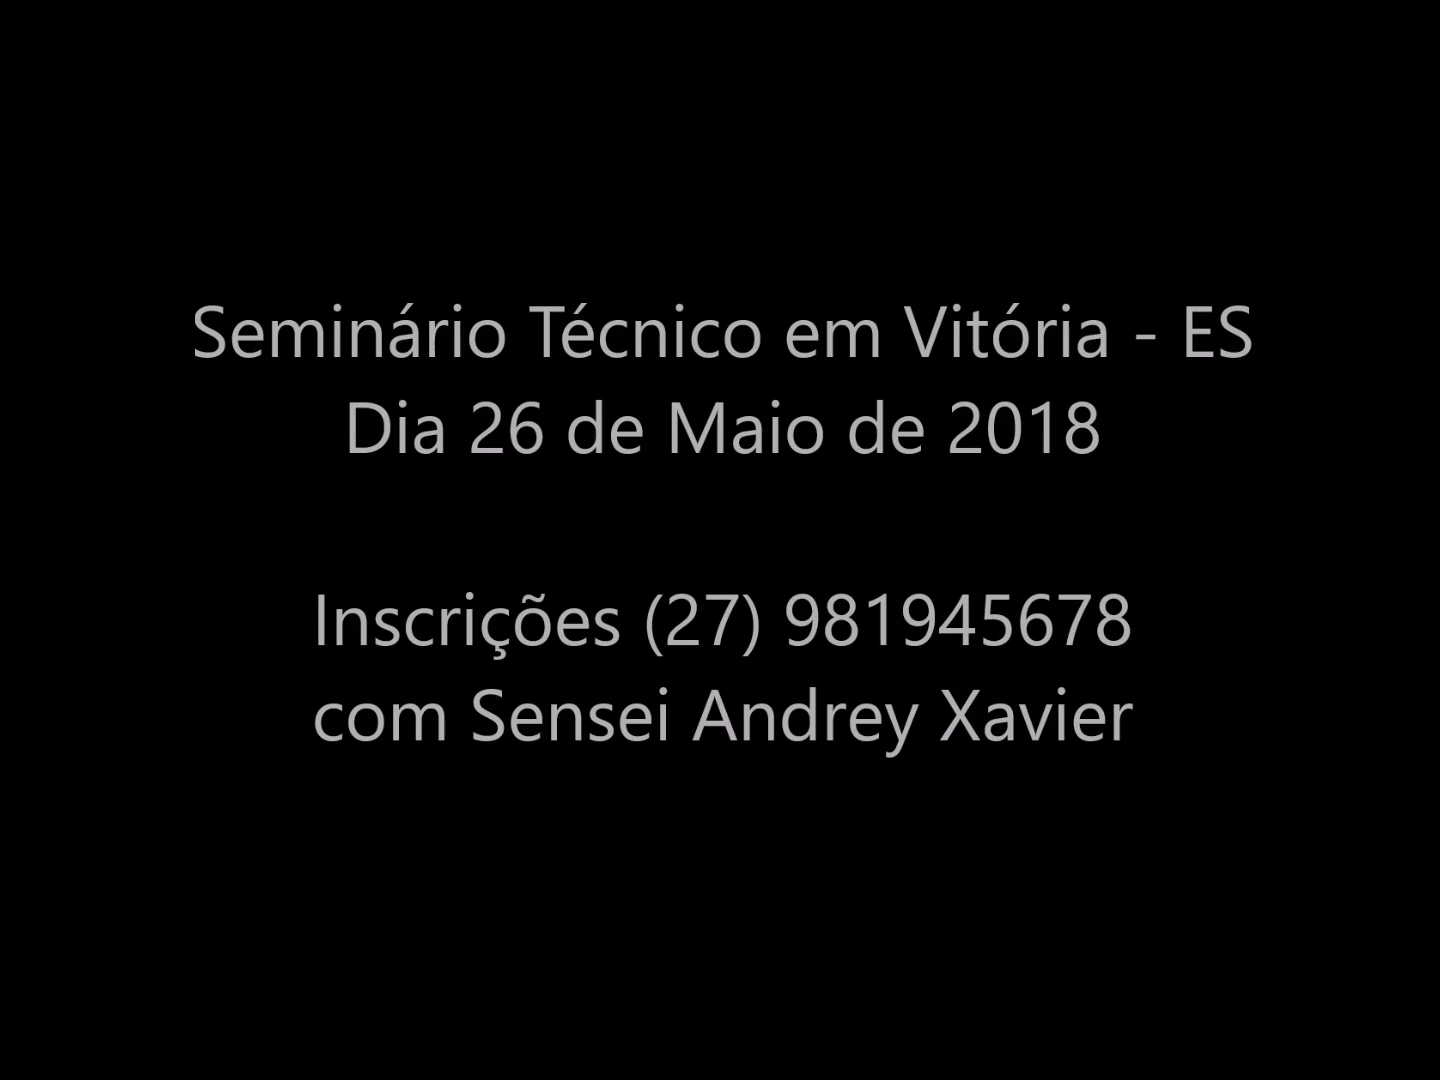 Seminário Técnico em Vitória - ES
Dia 26 de Maio de 2018
Inscrições (27) 981945678
com Sensei Andrey Xavier